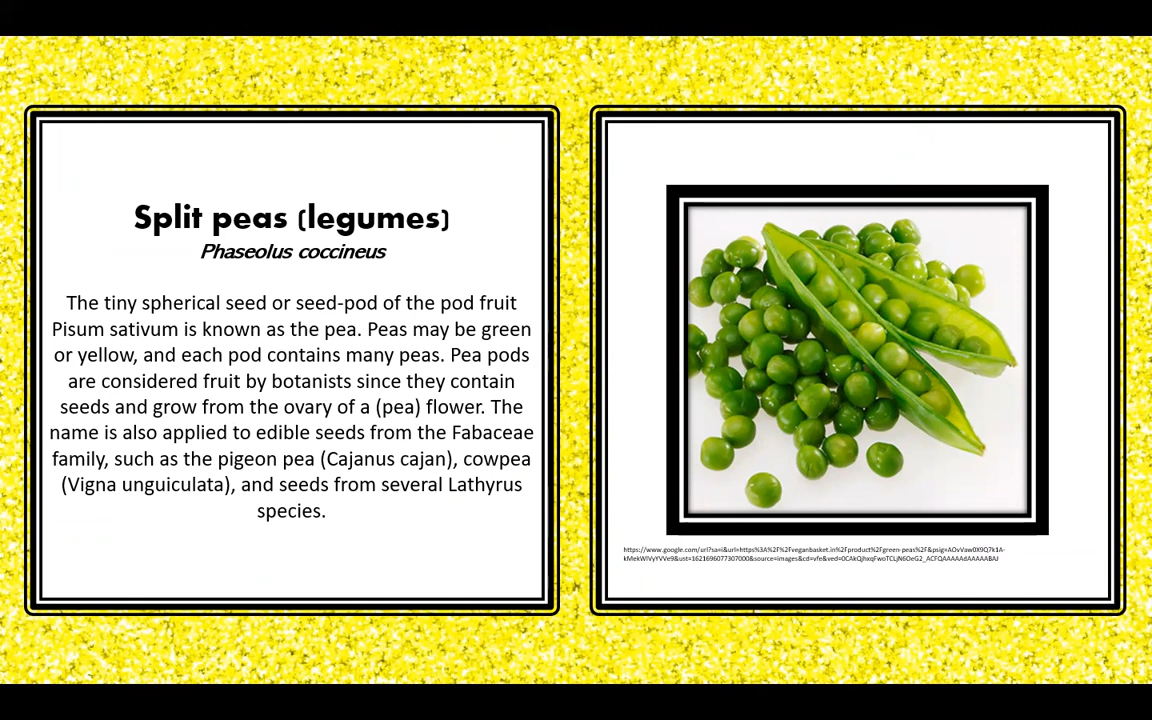 Split peas (legumes)
Phaseolus coccineus
The tiny spherical seed or seed-pod of the pod fruit
Pisum sativum is known as the pea. Peas may be green
or yellow, and each pod contains many peas. Pea pods
are considered fruit by botanists since they contain
seeds and grow from the ovary of a (pea) flower. The
name is also applied to edible seeds from the Fabaceae
family, such as the pigeon pea (Cajanus cajan), cowpea
(Vigna unguiculata), and seeds from several Lathyrus
species.